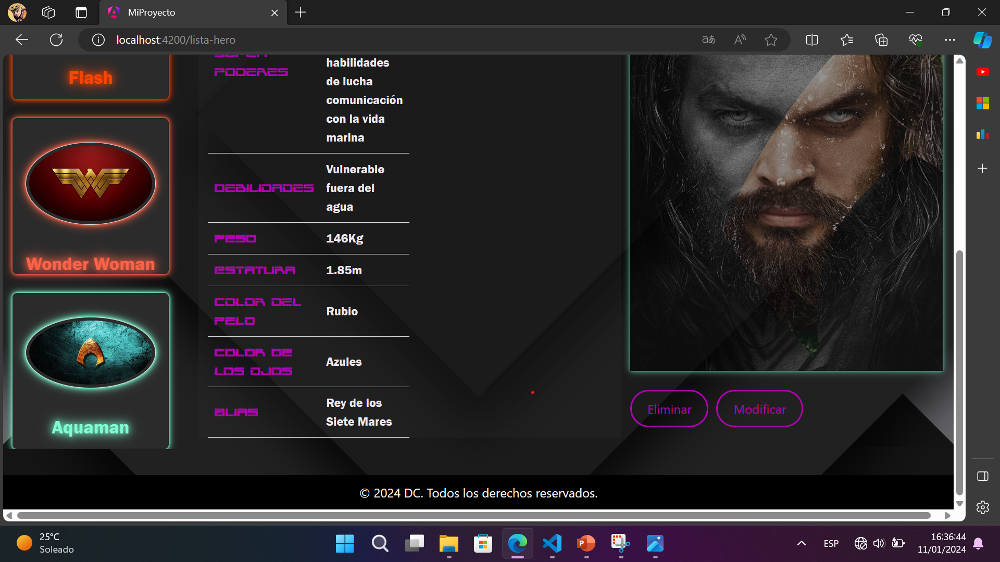 MiProyecto
localhost:4200/lista-hero
Flash
Wonder Woman
Aquaman
SUPER
PODERES
habilidades
de lucha
comunicación
con la vida
marina
DEBILIDADES
Vulnerable
fuera del
agua
PESO
146Kg
ESTATURA
1.85m
COLOR DEL
PELO
Rubio
COLOR DE
LOS OJOS
Azules
ALIAS
Rey de los
Siete Mares
Eliminar
Modificar
© 2024 DC. Todos los derechos reservados.
25°C
Soleado
ESP
16:36:44
11/01/2024